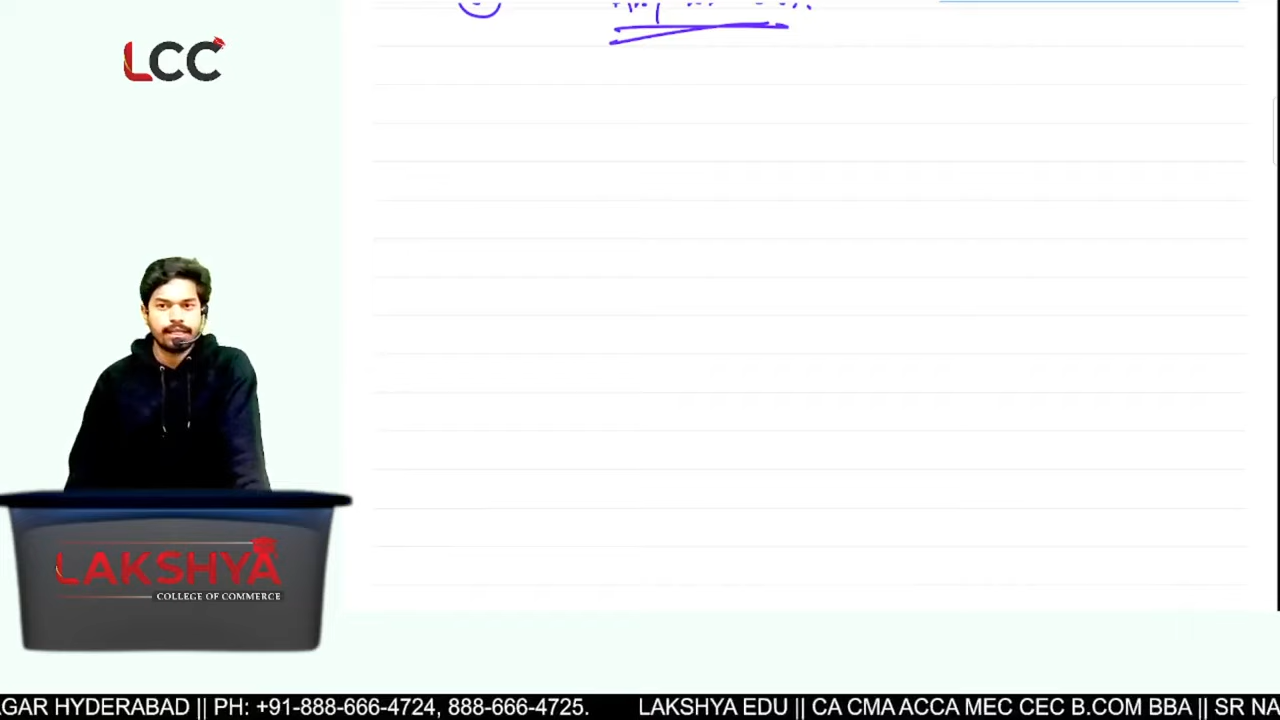 LCC
LAKSHYA
COLLEGE OF COMMERCE
AGAR HYDERABAD || PH: +91-888-666-4724, 888-666-4725. LAKSHYA EDU || CA CMA ACCA MEC CEC B.COM BBA || SR NA